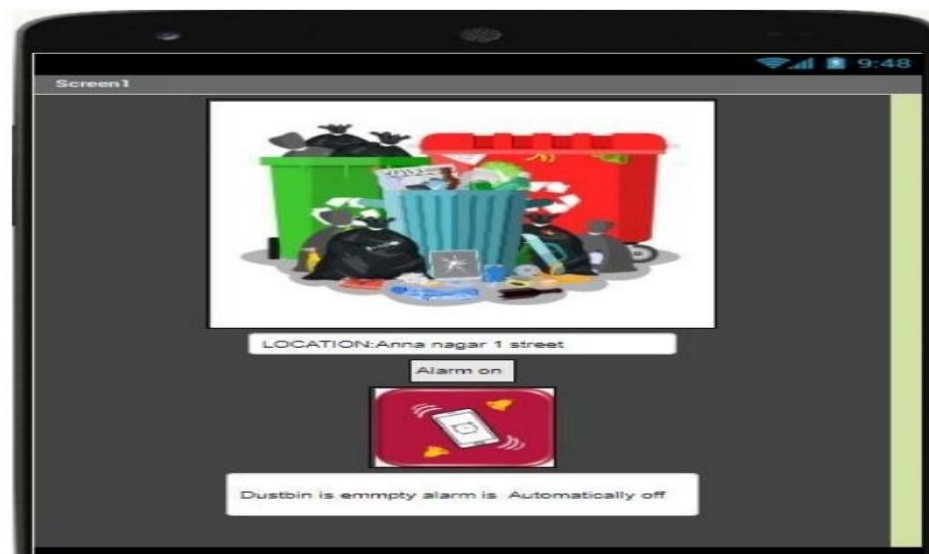 9:48
Screen1
LOCATION:Anna nagar 1 street
Alarm on
Dustbin is emmpty alarm is Automatically off